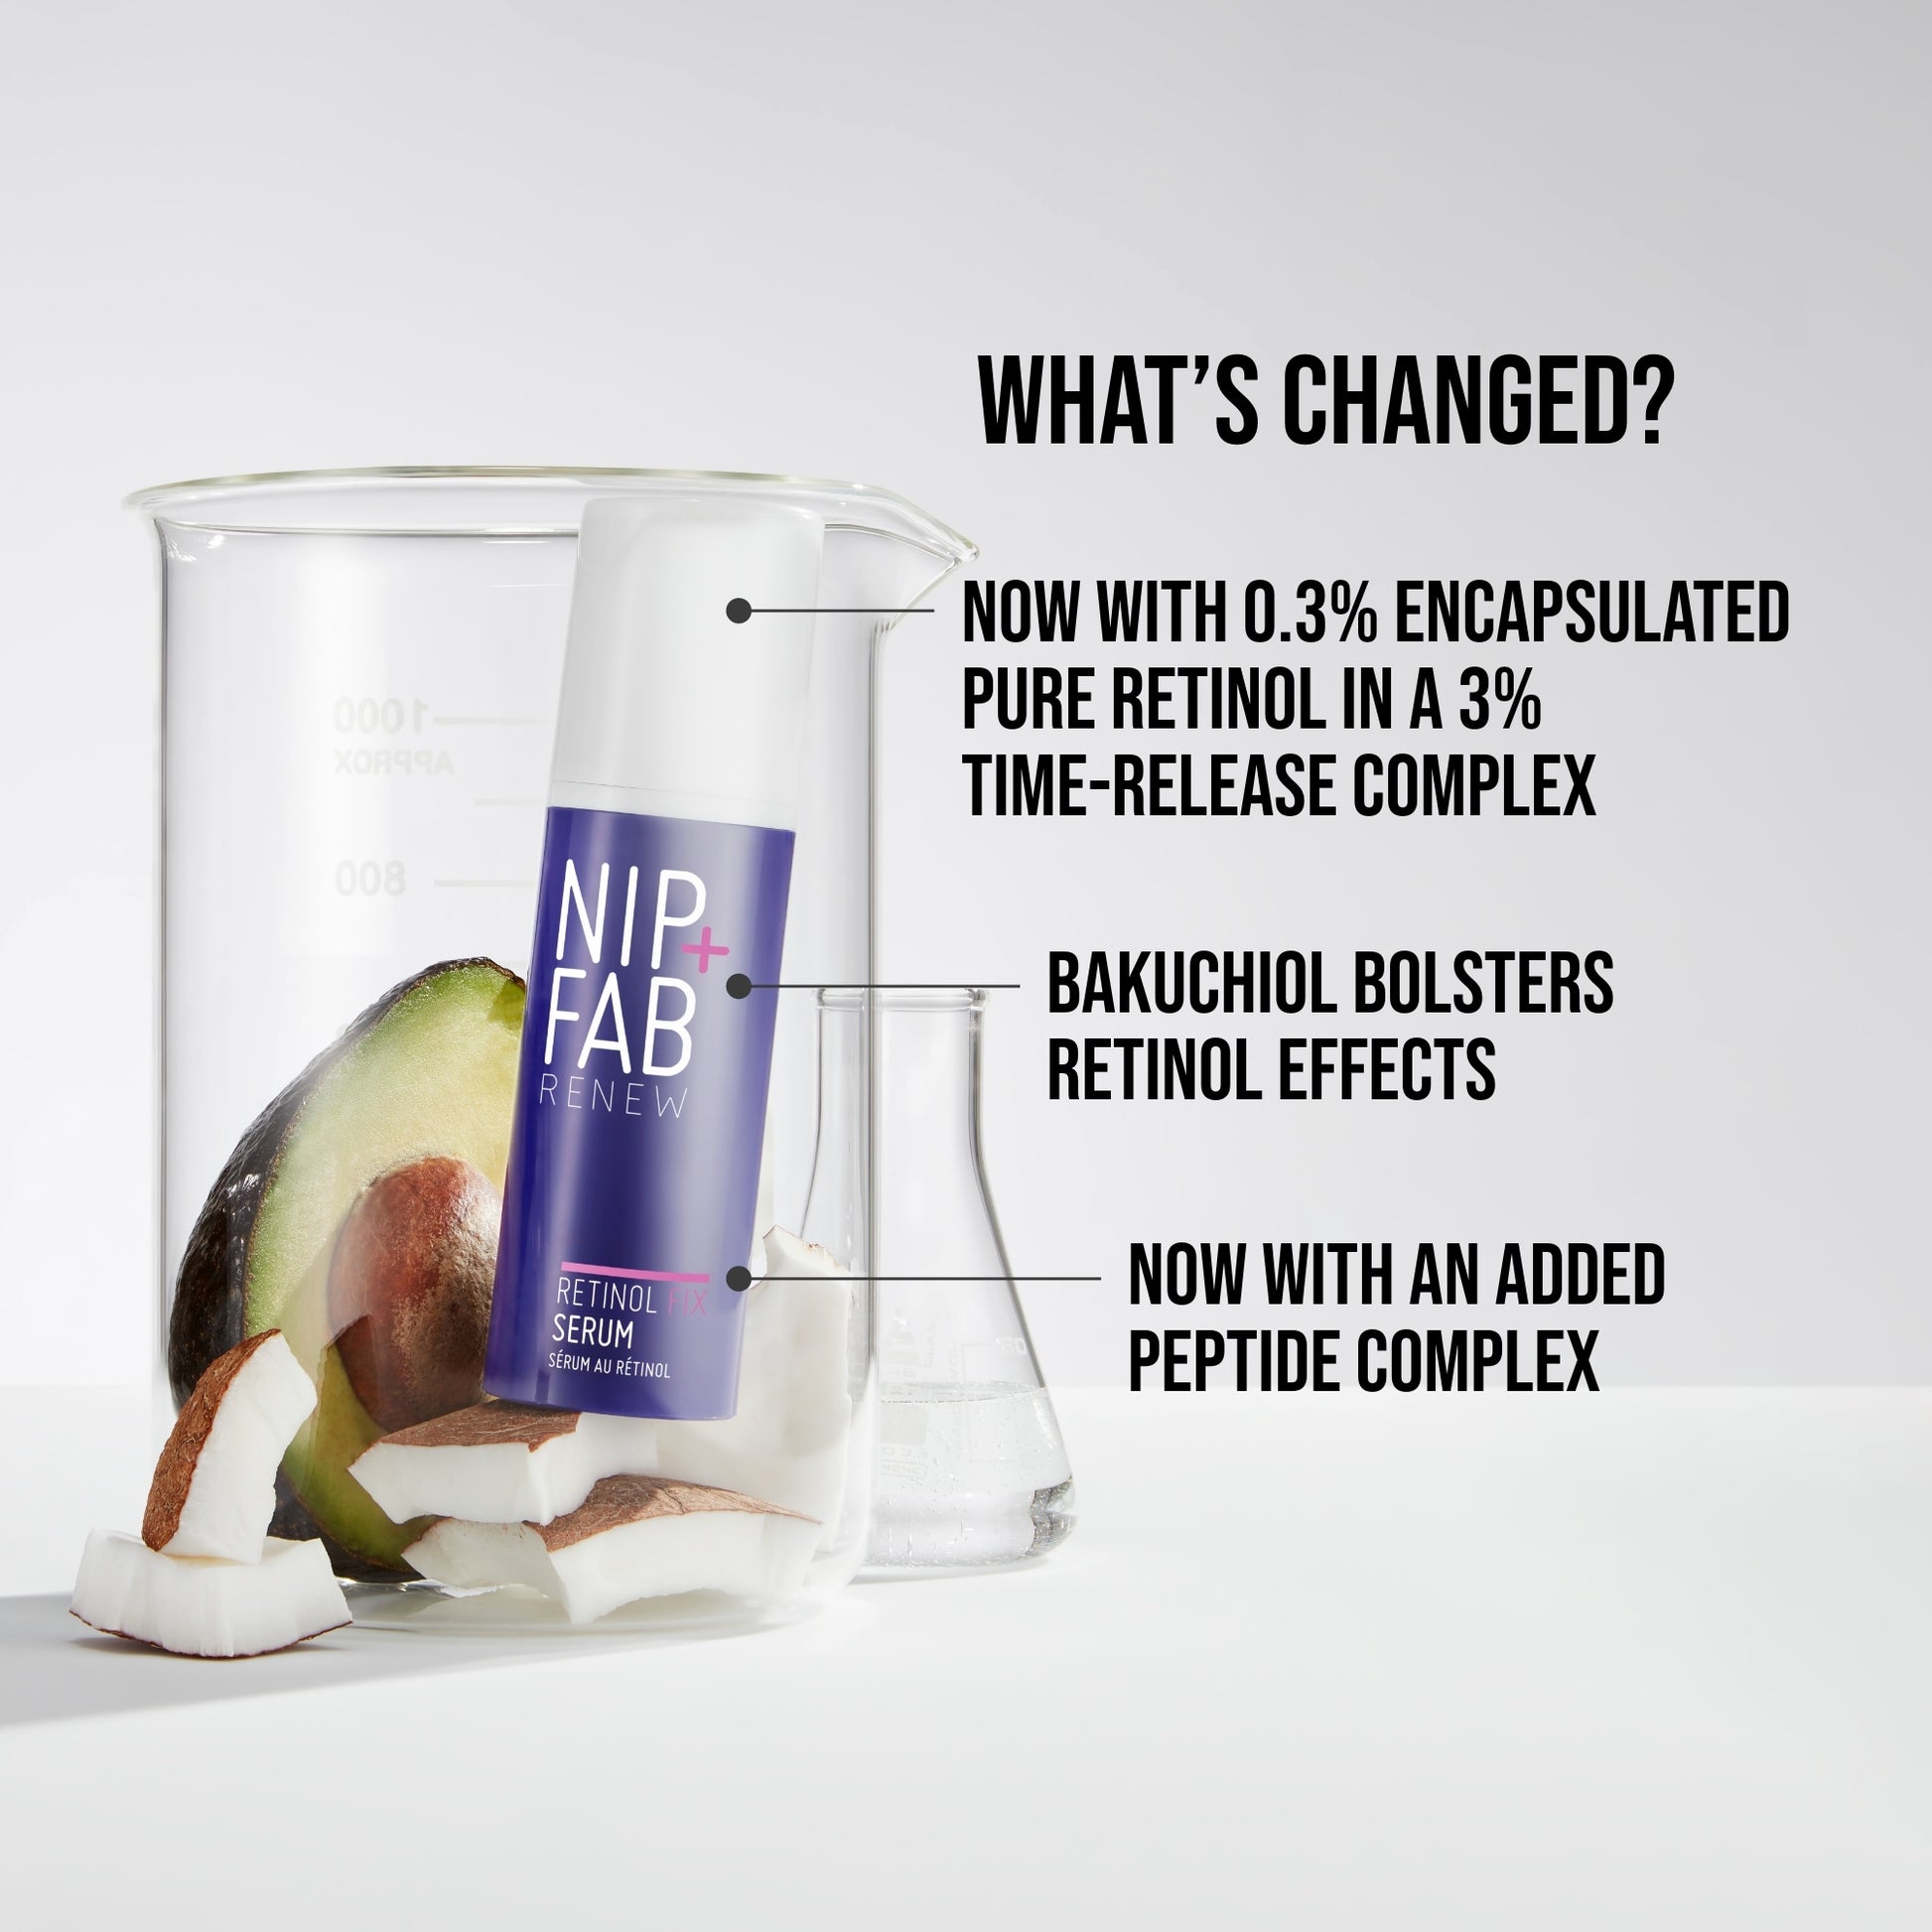 WHAT'S CHANGED?
NOW WITH 0.3% ENCAPSULATED
PURE RETINOL IN A 3%
TIME-RELEASE COMPLEX
BAKUCHIOL BOLSTERS
RETINOL EFFECTS
NOW WITH AN ADDED
PEPTIDE COMPLEX
1000
APPROX
800
NIP+
FAB
RENEW
RETINOL FIX
SERUM
SÉRUM AU RÉTINOL